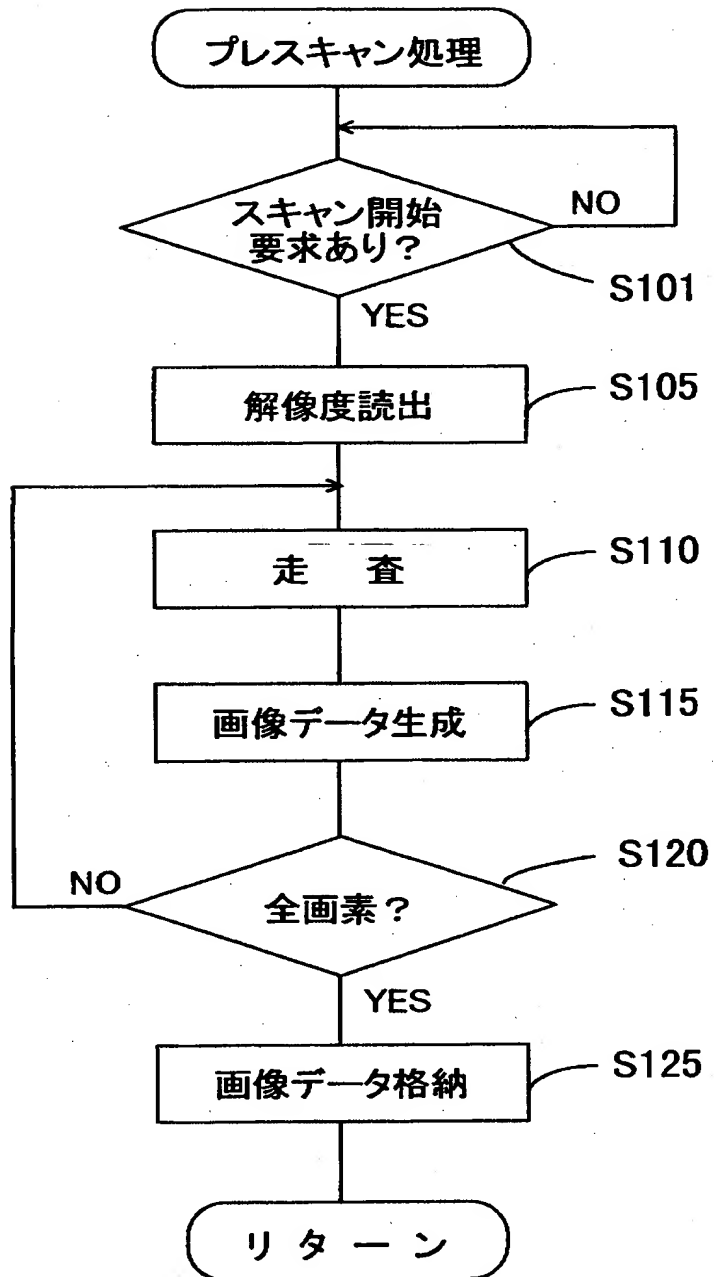 プレスキャン処理
スキャン開始
要求あり?
NO
S101
YES
解像度読出
S105
走 査
S110
画像データ生成
S115
全画素?
S120
NO
YES
画像データ格納
S125
リターン